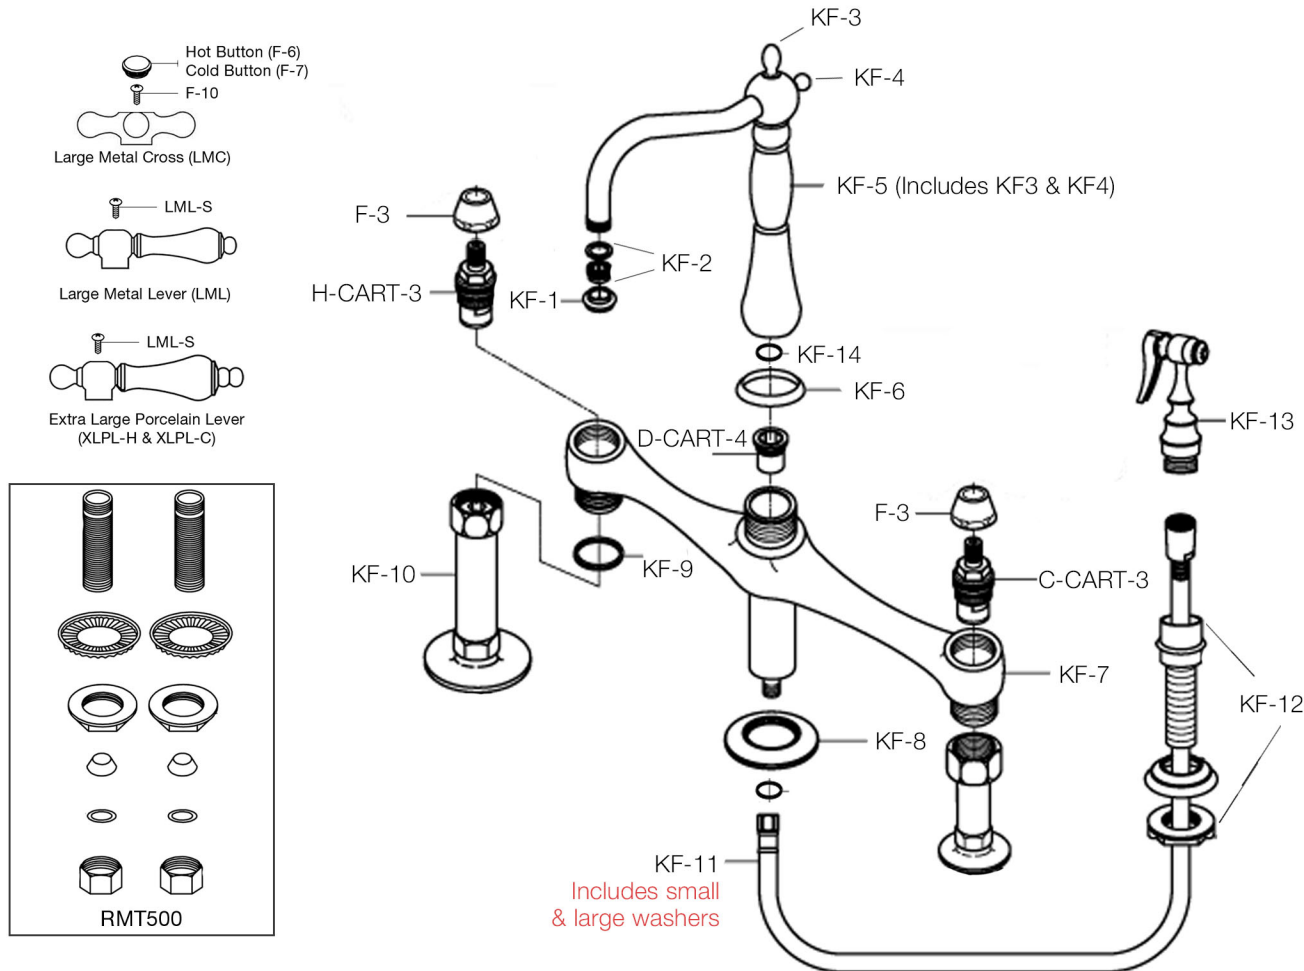 Hot Button (F-6)
Cold Button (F-7)
F-10
Large Metal Cross (LMC)
LML-S
Large Metal Lever (LML)
LML-S
Extra Large Porcelain Lever
(XLPL-H & XLPL-C)
RMT500
KF-3
KF-4
KF-5 (Includes KF3 & KF4)
F-3
KF-2
H-CART-3
KF-1
KF-14
KF-6
D-CART-4
KF-13
F-3
KF-9
KF-10
C-CART-3
KF-7
KF-12
KF-8
KF-11
Includes small
& large washers